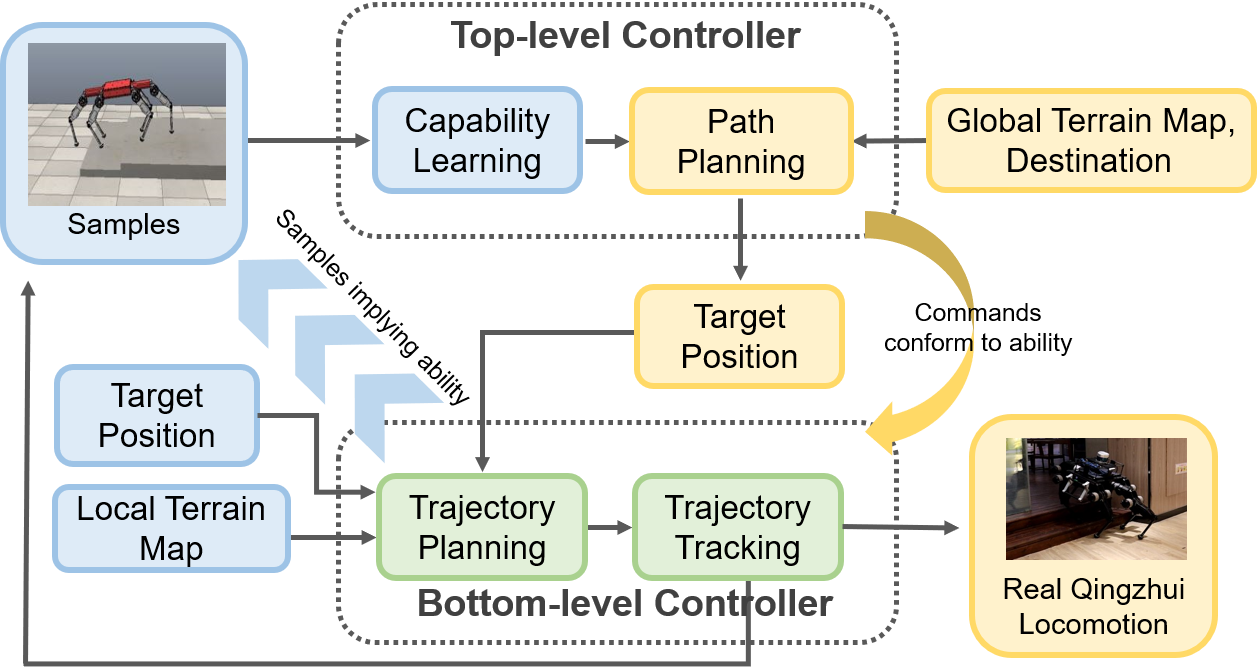 Top-level Controller
Samples
Capability
Learning
Path
Planning
Global Terrain Map,
Destination
Samples implying ability
Target
Position
Commands
conform to ability
Target
Position
Local Terrain
Map
Trajectory
Planning
Trajectory
Tracking
Bottom-level Controller
Real Qingzhui
Locomotion